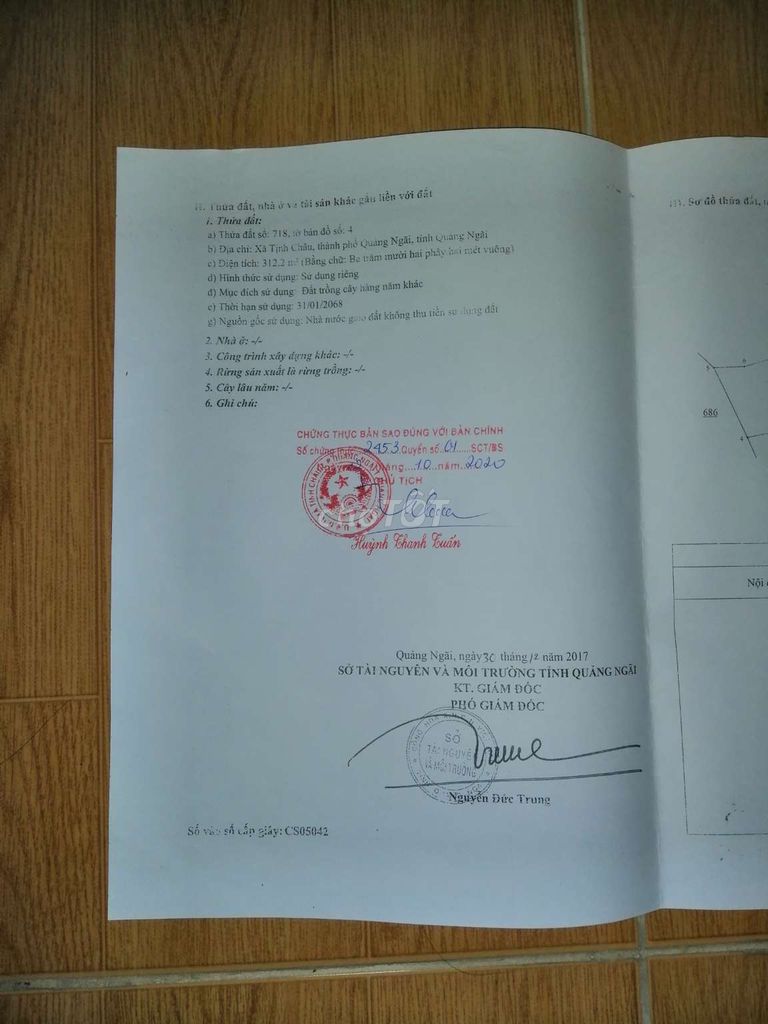 II. Thửa đất, nhà ở và tài sản khác gắn liền với đất
1. Thửa đất:
a) Thửa đất số: 718, tờ bản đồ số: 4
b) Địa chỉ: Xã Tịnh Châu, thành phố Quảng Ngãi, tỉnh Quảng Ngãi
c) Diện tích: 312.2 m² (Bằng chữ: Ba trăm mười hai phẩy hai mét vuông)
d) Hình thức sử dụng: Sử dụng riêng
đ) Mục đích sử dụng: Đất trồng cây hàng năm khác
e) Thời hạn sử dụng: 31/01/2068
g) Nguồn gốc sử dụng: Nhà nước giao đất không thu tiền sử dụng đất
2. Nhà ở: -/-
3. Công trình xây dựng khác: -/-
4. Rừng sản xuất là rừng trồng: -/-
5. Cây lâu năm: -/-
6. Ghi chú:
CHỨNG THỰC BẢN SAO ĐÚNG VỚI BẢN CHÍNH
Số chứng thực 2453 Quyển số 01 SCT/BS
tháng 10 năm 2020
CHỦ TỊCH
TỐT
Huỳnh Thanh Tuấn
Quảng Ngãi, ngày 30 tháng 12 năm 2017
SỞ TÀI NGUYÊN VÀ MÔI TRƯỜNG TỈNH QUẢNG NGÃI
KT. GIÁM ĐỐC
PHÓ GIÁM ĐỐC
SỞ
TÀI NGUYÊN
VÀ MÔI TRƯỜNG
Nguyễn Đức Trung
Số vào sổ cấp giấy: CS05042
III. Sơ đồ thửa đất,
5
6
686
4
Nội